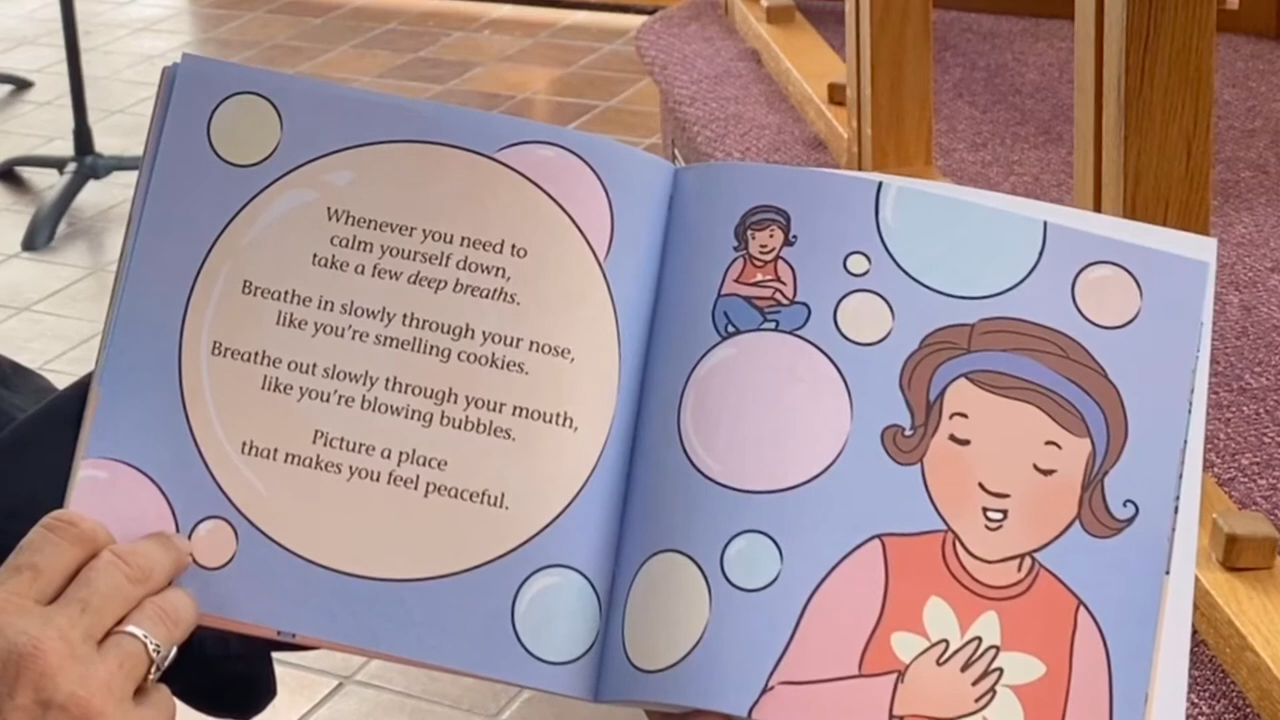 Whenever you need to
calm yourself down,
take a few deep breaths.
Breathe in slowly through your nose,
like you're smelling cookies.
Breathe out slowly through your mouth,
like you're blowing bubbles.
Picture a place
that makes you feel peaceful.